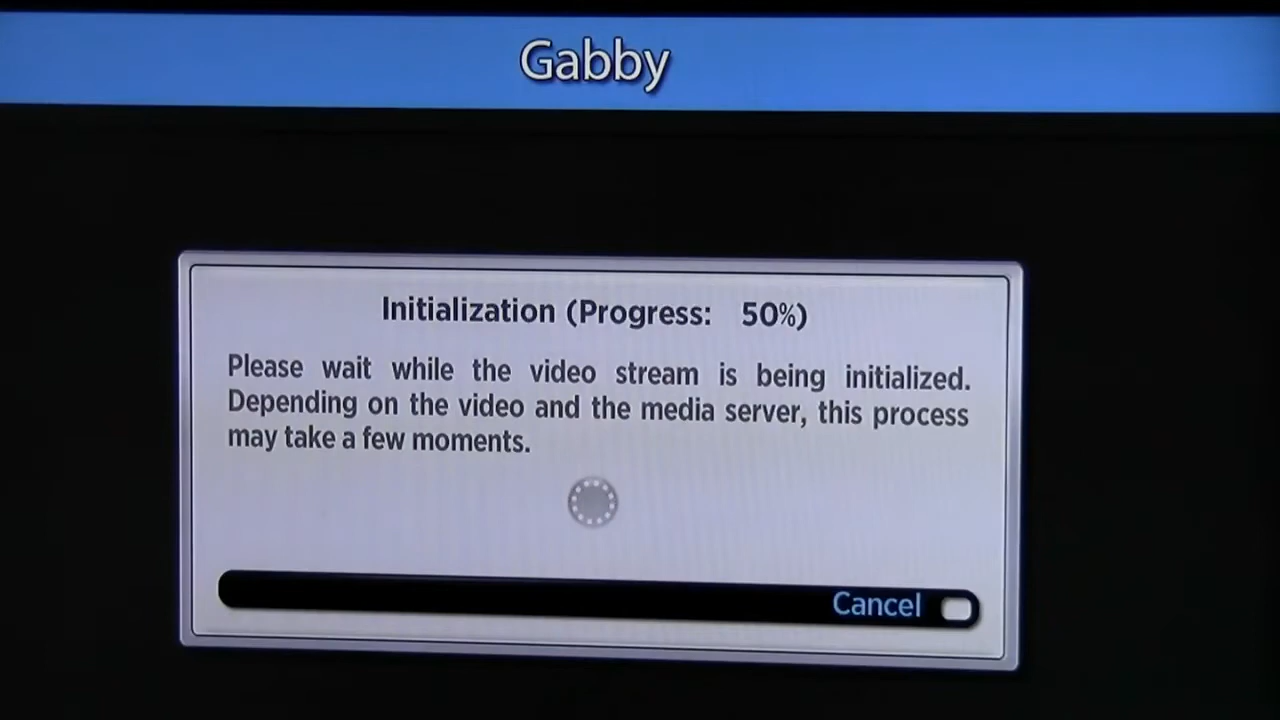 Gabby
Initialization (Progress: 50%)
Please wait while the video stream is being initialized.
Depending on the video and the media server, this process
may take a few moments.
Cancel